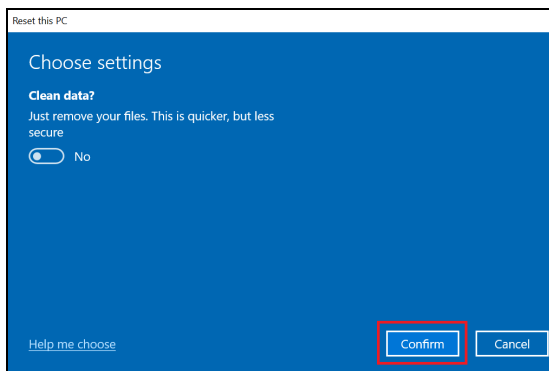 Reset this PC
Choose settings
Clean data?
Just remove your files. This is quicker, but less
secure
No
Help me choose
Confirm
Cancel